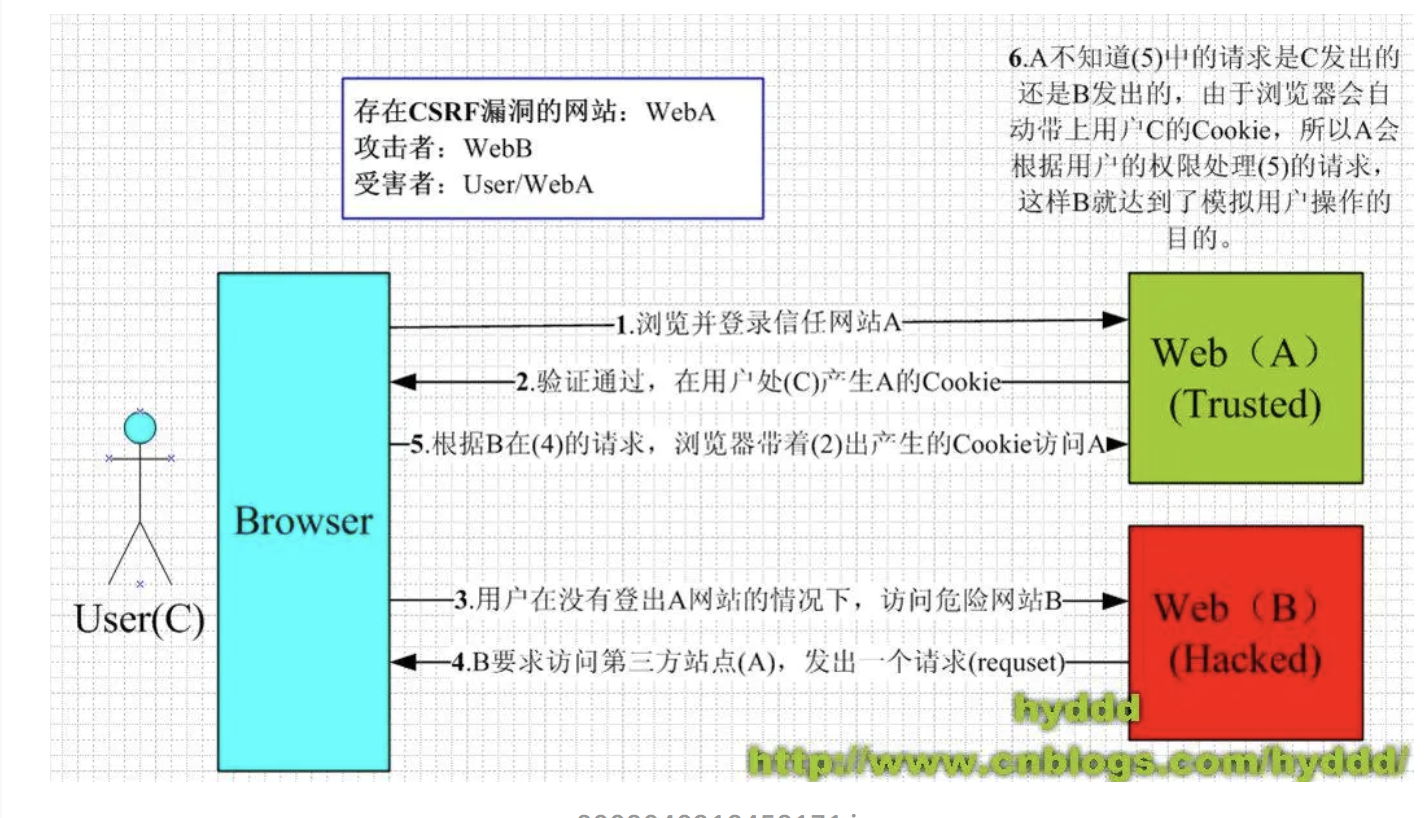 6.A不知道(5)中的请求是C发出的
还是B发出的，由于浏览器会自
动带上用户C的Cookie，所以A会
根据用户的权限处理(5)的请求，
这样B就达到了模拟用户操作的
目的。
存在CSRF漏洞的网站：WebA
攻击者：WebB
受害者：User/WebA
1.浏览并登录信任网站A
2.验证通过，在用户处(C)产生A的Cookie
5.根据B在(4)的请求，浏览器带着(2)出产生的Cookie访问A
Web（A）
(Trusted)
Browser
User(C)
3.用户在没有登出A网站的情况下，访问危险网站B
4.B要求访问第三方站点(A)，发出一个请求(requset)
Web（B）
(Hacked)
hyddd
http://www.cnblogs.com/hyddd/